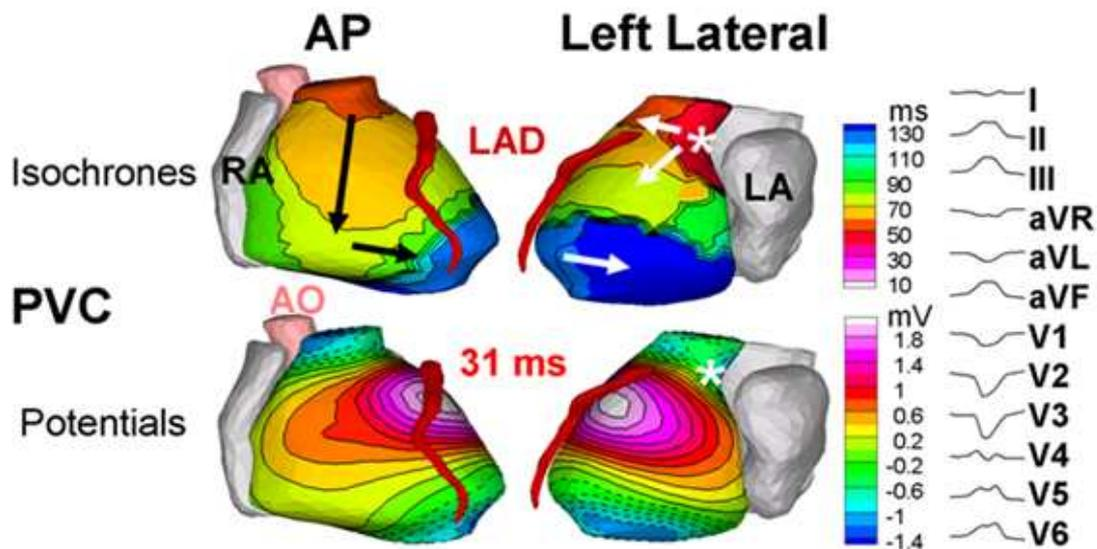 AP
Left Lateral
Isochrones
RA
LAD
*
LA
ms
130
110
90
70
50
30
10
I
II
III
aVR
aVL
aVF
V1
V2
V3
V4
V5
V6
PVC
AO
Potentials
31 ms
*
mV
1.8
1.4
1
0.6
0.2
-0.2
-0.6
-1
-1.4